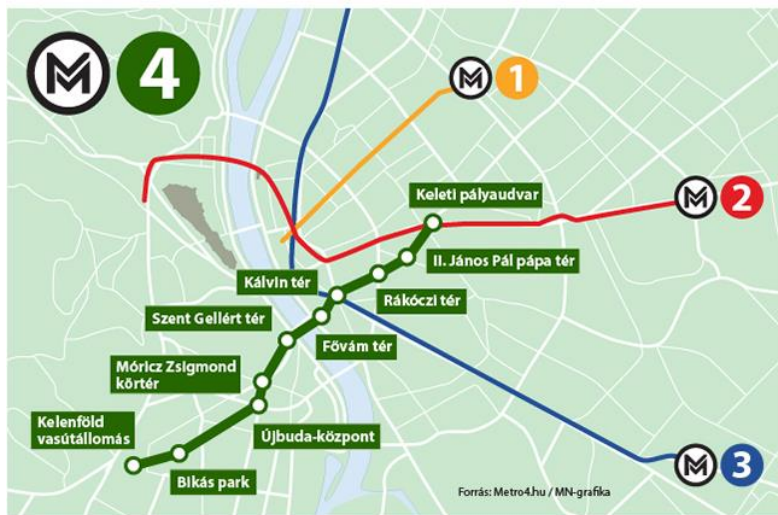 M 4
M 1
Keleti pályaudvar
M 2
II. János Pál pápa tér
Kálvin tér
Rákóczi tér
Szent Gellért tér
Fővám tér
Móricz Zsigmond
körtér
Kelenföld
vasútállomás
Újbuda-központ
Bikás park
M 3
Forrás: Metro4.hu / MN-grafika